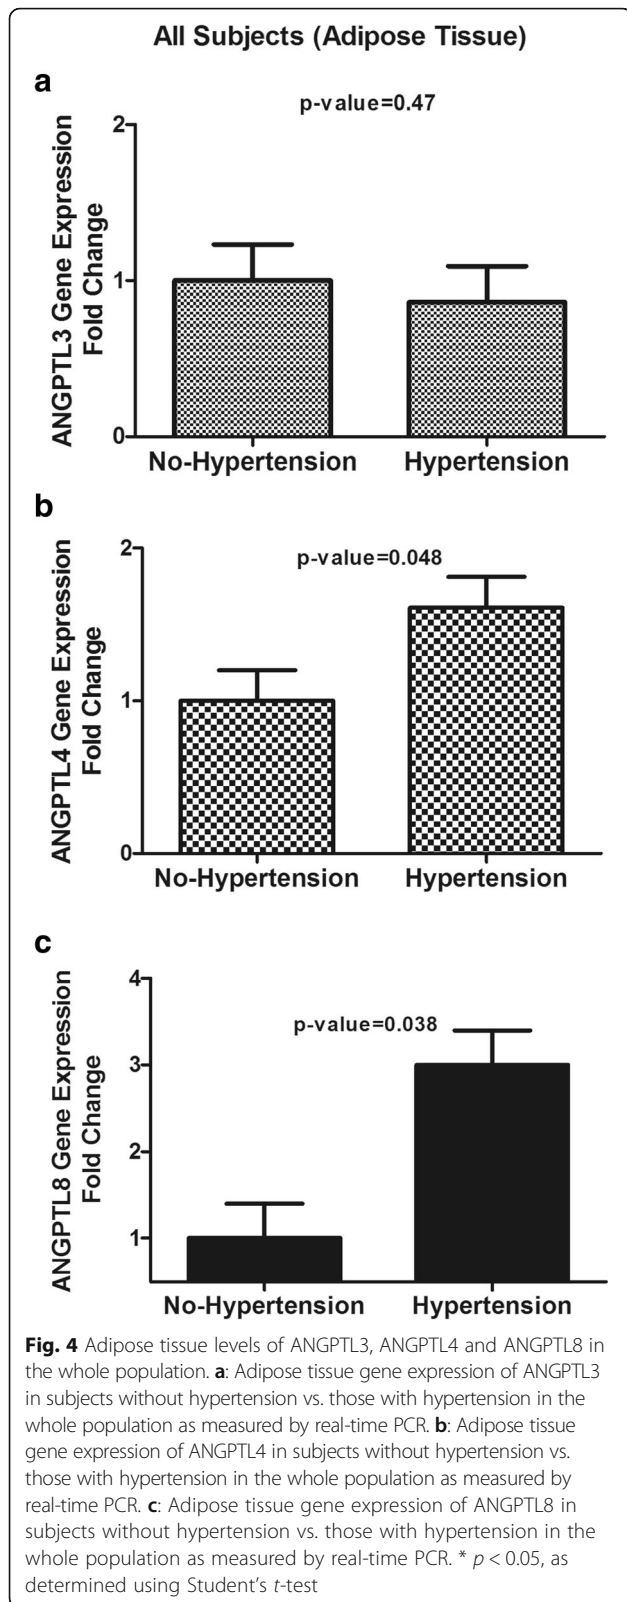 All Subjects (Adipose Tissue)
a
p-value=0.47
ANGPTL3 Gene Expression
Fold Change
2
1
0
No-Hypertension Hypertension
b
p-value=0.048
ANGPTL4 Gene Expression
Fold Change
2
1
0
No-Hypertension Hypertension
c
p-value=0.038
ANGPTL8 Gene Expression
Fold Change
4
3
2
1
No-Hypertension Hypertension
Fig. 4 Adipose tissue levels of ANGPTL3, ANGPTL4 and ANGPTL8 in
the whole population. a: Adipose tissue gene expression of ANGPTL3
in subjects without hypertension vs. those with hypertension in the
whole population as measured by real-time PCR. b: Adipose tissue
gene expression of ANGPTL4 in subjects without hypertension vs.
those with hypertension in the whole population as measured by
real-time PCR. c: Adipose tissue gene expression of ANGPTL8 in
subjects without hypertension vs. those with hypertension in the
whole population as measured by real-time PCR. * p < 0.05, as
determined using Student's t-test